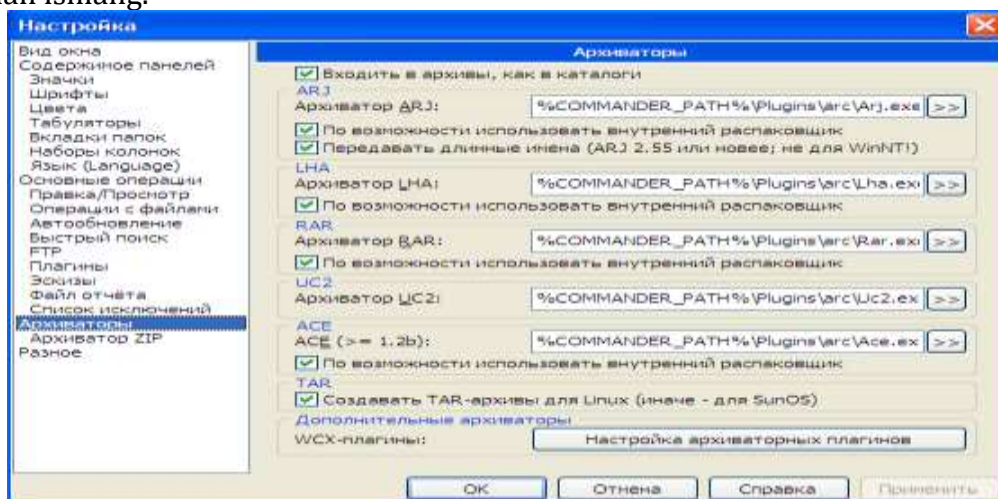 Настройка
Вид окна
Содержимое панелей
Значки
Шрифты
Цвета
Табуляторы
Вкладки папок
Наборы колонок
Язык (Language)
Основные операции
Правка/Просмотр
Операции с файлами
Автообновление
Быстрый поиск
FTP
Плагины
Эскизы
Файл отчёта
Список исключений
Архиваторы
Архиватор ZIP
Разное
Архиваторы
Входить в архивы, как в каталоги
ARJ
Архиватор ARJ: %COMMANDER_PATH%\Plugins\arc\Arj.exe >>
По возможности использовать внутренний распаковщик
Передавать длинные имена (ARJ 2.55 или новее; не для WinNT!)
LHA
Архиватор LHA: %COMMANDER_PATH%\Plugins\arc\Lha.ex >>
По возможности использовать внутренний распаковщик
RAR
Архиватор RAR: %COMMANDER_PATH%\Plugins\arc\Rar.ex >>
По возможности использовать внутренний распаковщик
UC2
Архиватор UC2: %COMMANDER_PATH%\Plugins\arc\Uc2.ex >>
ACE
ACE (>= 1.2b): %COMMANDER_PATH%\Plugins\arc\Ace.ex >>
По возможности использовать внутренний распаковщик
TAR
Создавать TAR-архивы для Linux (иначе - для SunOS)
Дополнительные архиваторы
WCX-плагины: Настройка архиваторных плагинов
OK Отмена Справка Применить